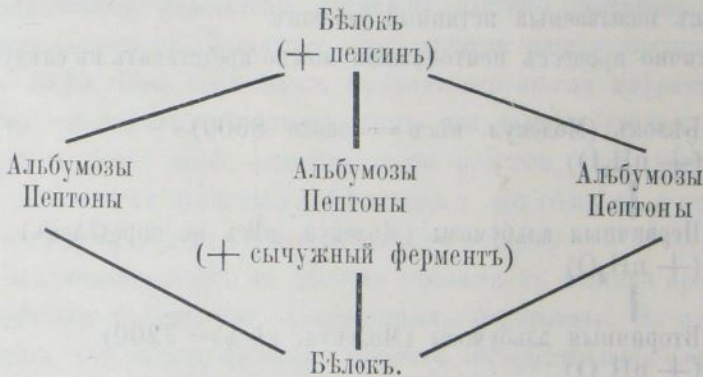 Бѣлокъ
(+ пепсинъ)
Альбумозы Альбумозы Альбумозы
Пептоны Пептоны Пептоны
(+ сычужный ферментъ)
Бѣлокъ.